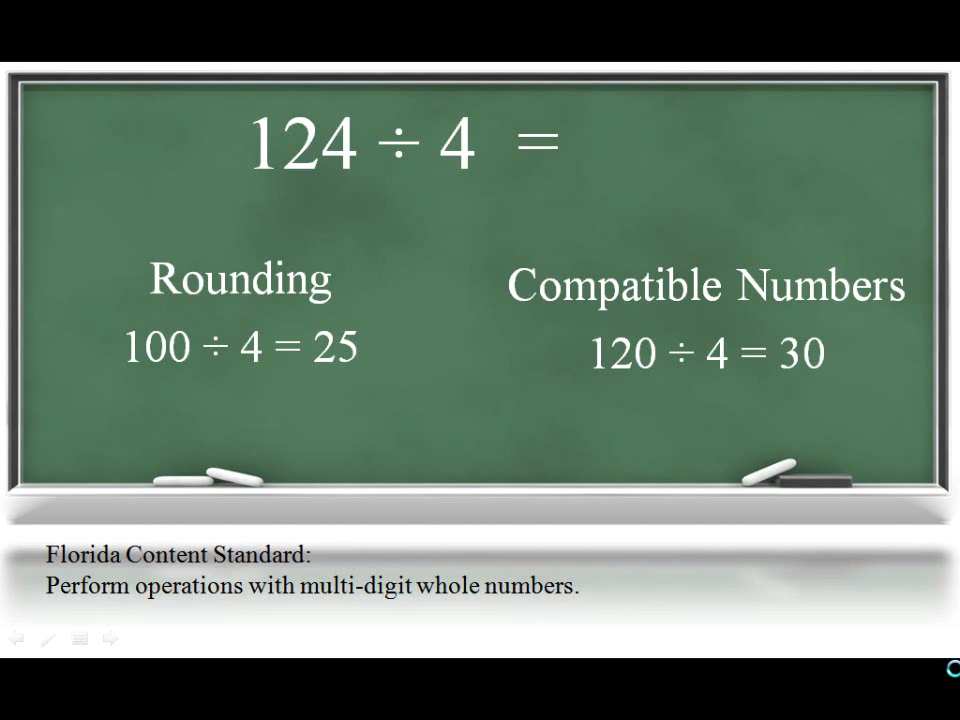 124 ÷ 4 =
Rounding
100 ÷ 4 = 25
Compatible Numbers
120 ÷ 4 = 30
Florida Content Standard:
Perform operations with multi-digit whole numbers.